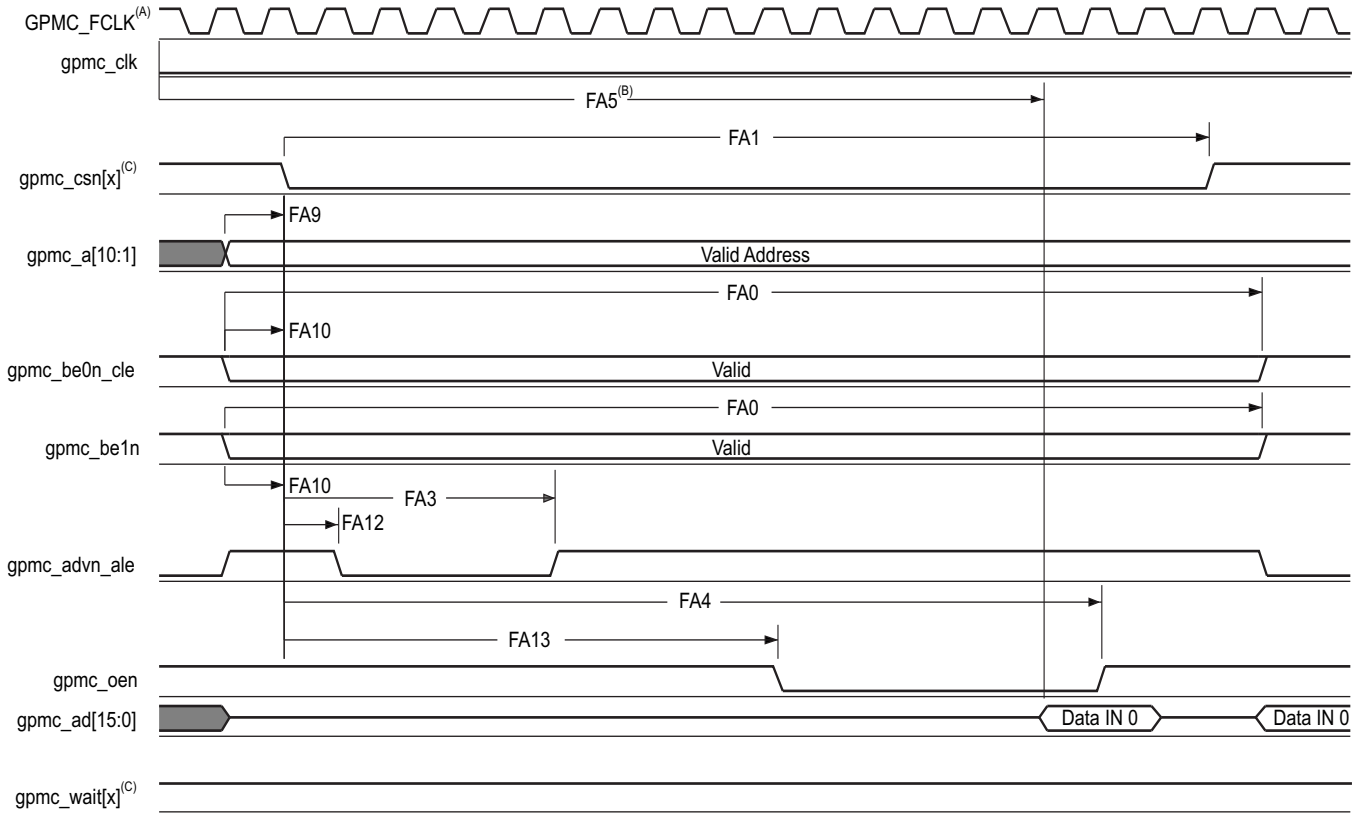 GPMC_FCLK(A)
gpmc_clk
FA5(B)
FA1
gpmc_csn[x](C)
FA9
gpmc_a[10:1]
Valid Address
FA0
FA10
gpmc_be0n_cle
Valid
FA0
gpmc_be1n
Valid
FA10
FA3
FA12
gpmc_advn_ale
FA4
FA13
gpmc_oen
gpmc_ad[15:0]
Data IN 0
Data IN 0
gpmc_wait[x](C)